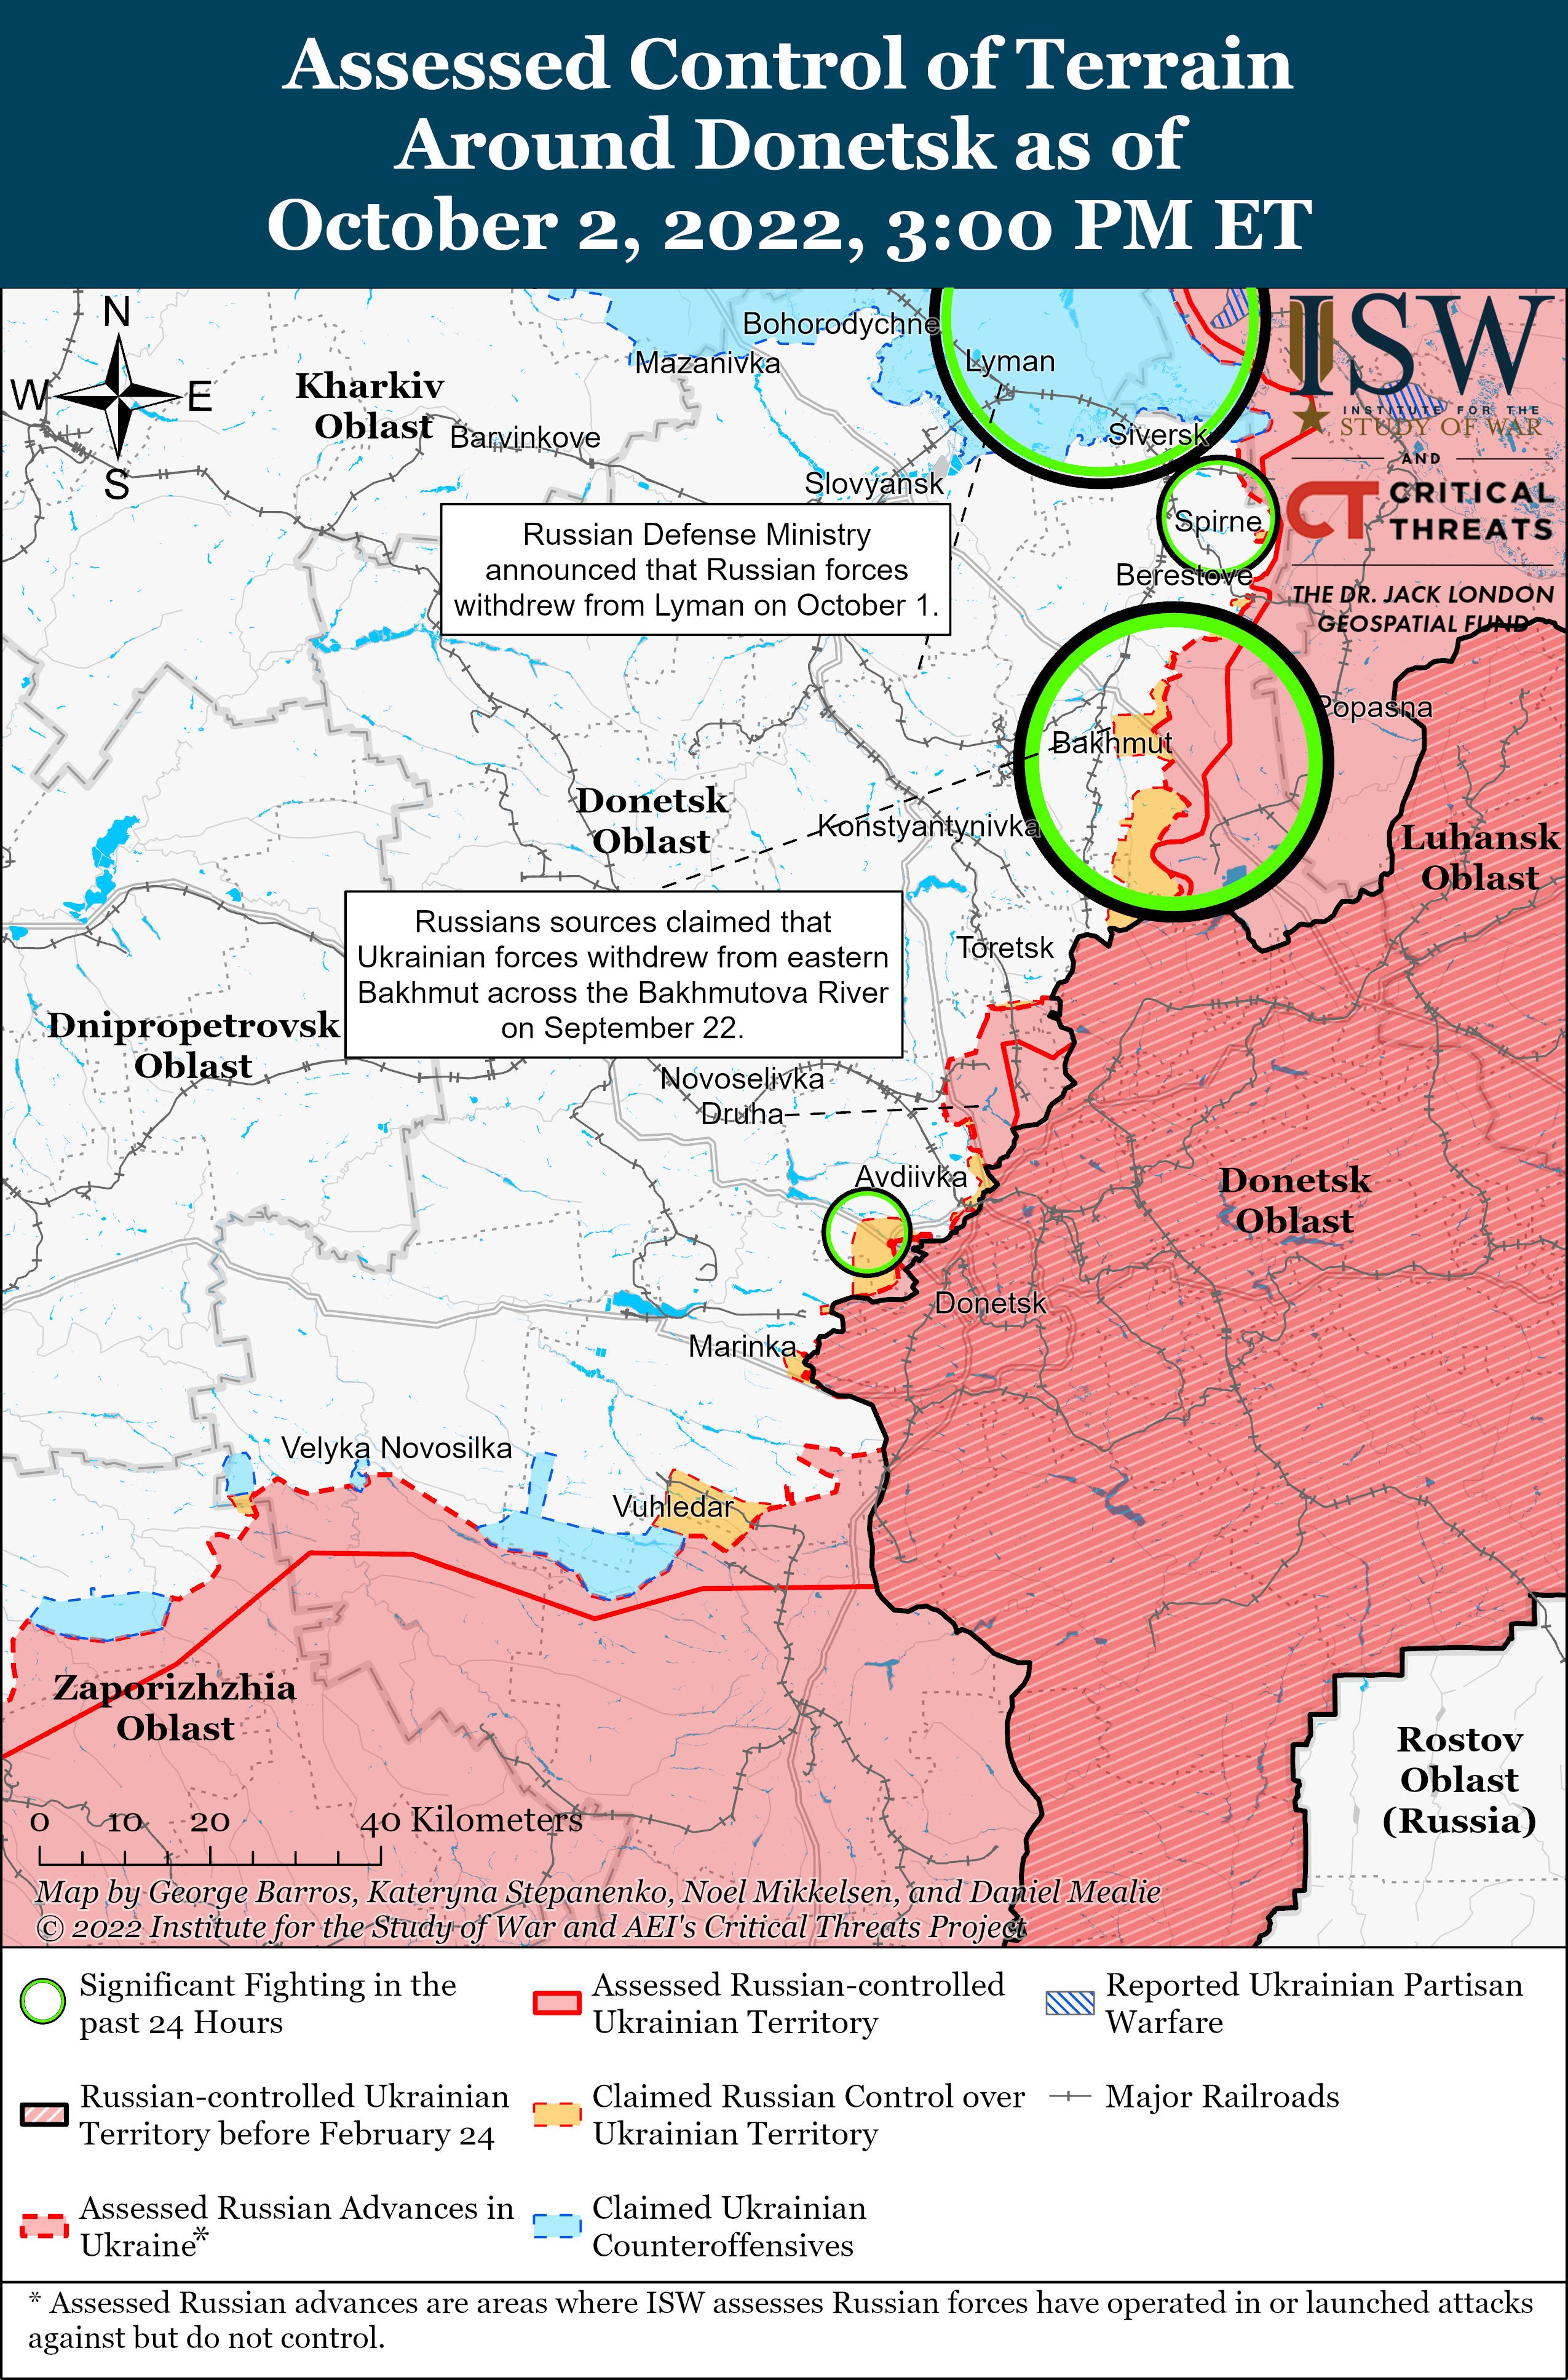 Assessed Control of Terrain
Around Donetsk as of
October 2, 2022, 3:00 PM ET
N
W
E
S
Kharkiv
Oblast
Barvinkove
Mazanivka
Bohorodychne
Lyman
Siversk
Slovyansk
Spirne
Berestove
ISW
INSTITUTE FOR THE
STUDY OF WAR
AND
CT
CRITICAL
THREATS
THE DR. JACK LONDON
GEOSPATIAL FUND
Russian Defense Ministry
announced that Russian forces
withdrew from Lyman on October 1.
Popasna
Bakhmut
Donetsk
Oblast
Konstyantynivka
Luhansk
Oblast
Russians sources claimed that
Ukrainian forces withdrew from eastern
Bakhmut across the Bakhmutova River
on September 22.
Toretsk
Dnipropetrovsk
Oblast
Novoselivka
Druha
Avdiivka
Donetsk
Oblast
Donetsk
Marinka
Velyka Novosilka
Vuhledar
Zaporizhzhia
Oblast
Rostov
Oblast
(Russia)
0 10 20 40 Kilometers
Map by George Barros, Kateryna Stepanenko, Noel Mikkelsen, and Daniel Mealie
© 2022 Institute for the Study of War and AEI's Critical Threats Project
Significant Fighting in the
past 24 Hours
Russian-controlled Ukrainian
Territory before February 24
Assessed Russian Advances in
Ukraine*
Assessed Russian-controlled
Ukrainian Territory
Claimed Russian Control over
Ukrainian Territory
Claimed Ukrainian
Counteroffensives
Reported Ukrainian Partisan
Warfare
Major Railroads
* Assessed Russian advances are areas where ISW assesses Russian forces have operated in or launched attacks
against but do not control.